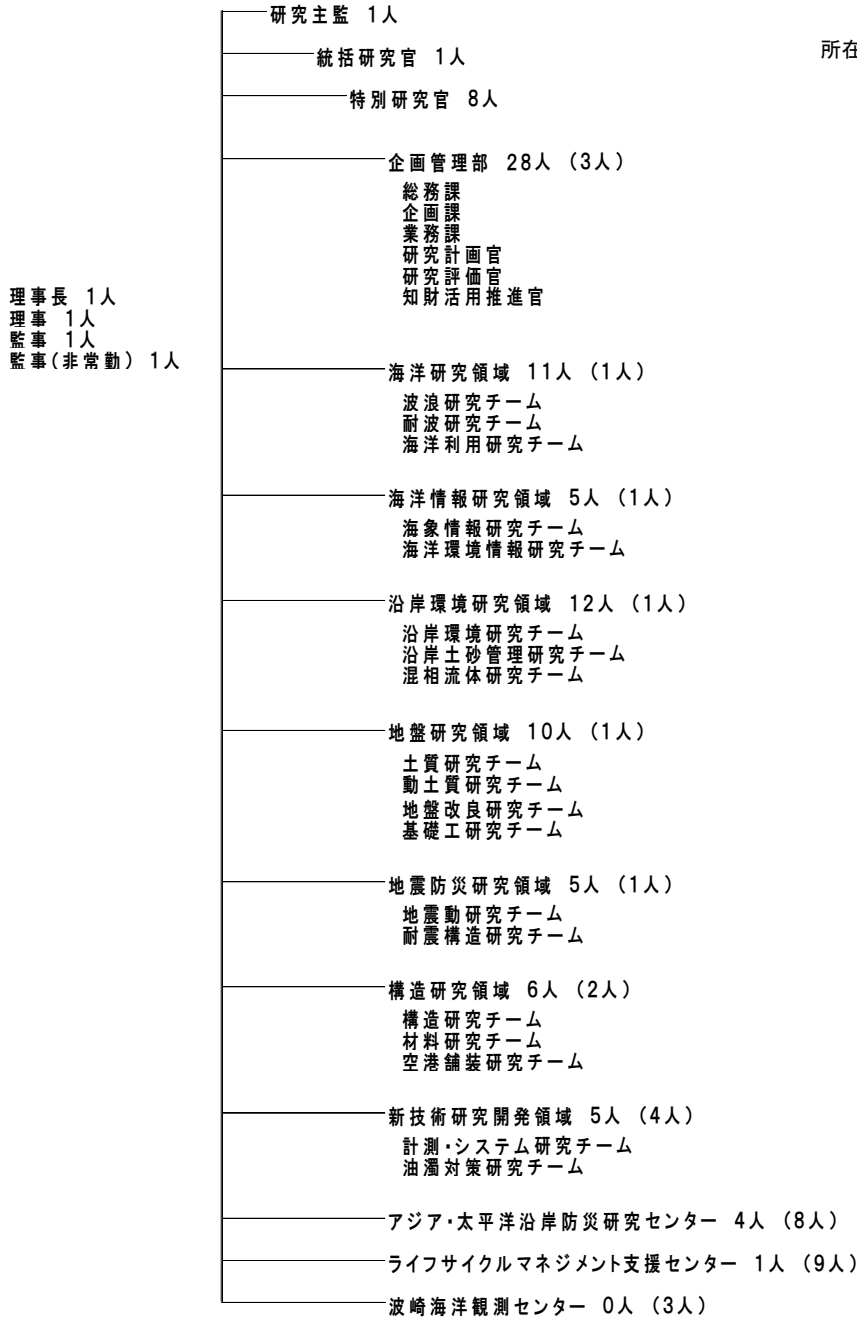 研究主監 1人
統括研究官 1人
所在
特別研究官 8人
企画管理部 28人 (3人)
総務課
企画課
業務課
研究計画官
研究評価官
知財活用推進官
理事長 1人
理事 1人
監事 1人
監事(非常勤) 1人
海洋研究領域 11人 (1人)
波浪研究チーム
耐波研究チーム
海洋利用研究チーム
海洋情報研究領域 5人 (1人)
海象情報研究チーム
海洋環境情報研究チーム
沿岸環境研究領域 12人 (1人)
沿岸環境研究チーム
沿岸土砂管理研究チーム
混相流体研究チーム
地盤研究領域 10人 (1人)
土質研究チーム
動土質研究チーム
地盤改良研究チーム
基礎工研究チーム
地震防災研究領域 5人 (1人)
地震動研究チーム
耐震構造研究チーム
構造研究領域 6人 (2人)
構造研究チーム
材料研究チーム
空港舗装研究チーム
新技術研究開発領域 5人 (4人)
計測・システム研究チーム
油濁対策研究チーム
アジア・太平洋沿岸防災研究センター 4人 (8人)
ライフサイクルマネジメント支援センター 1人 (9人)
波崎海洋観測センター 0人 (3人)